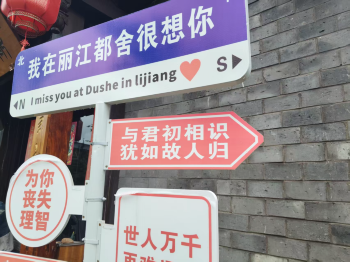 北
我在丽江都舍很想你
N I miss you at Dushe in lijiang S
与君初相识
犹如故人归
为你
丧失
理智
世人万千